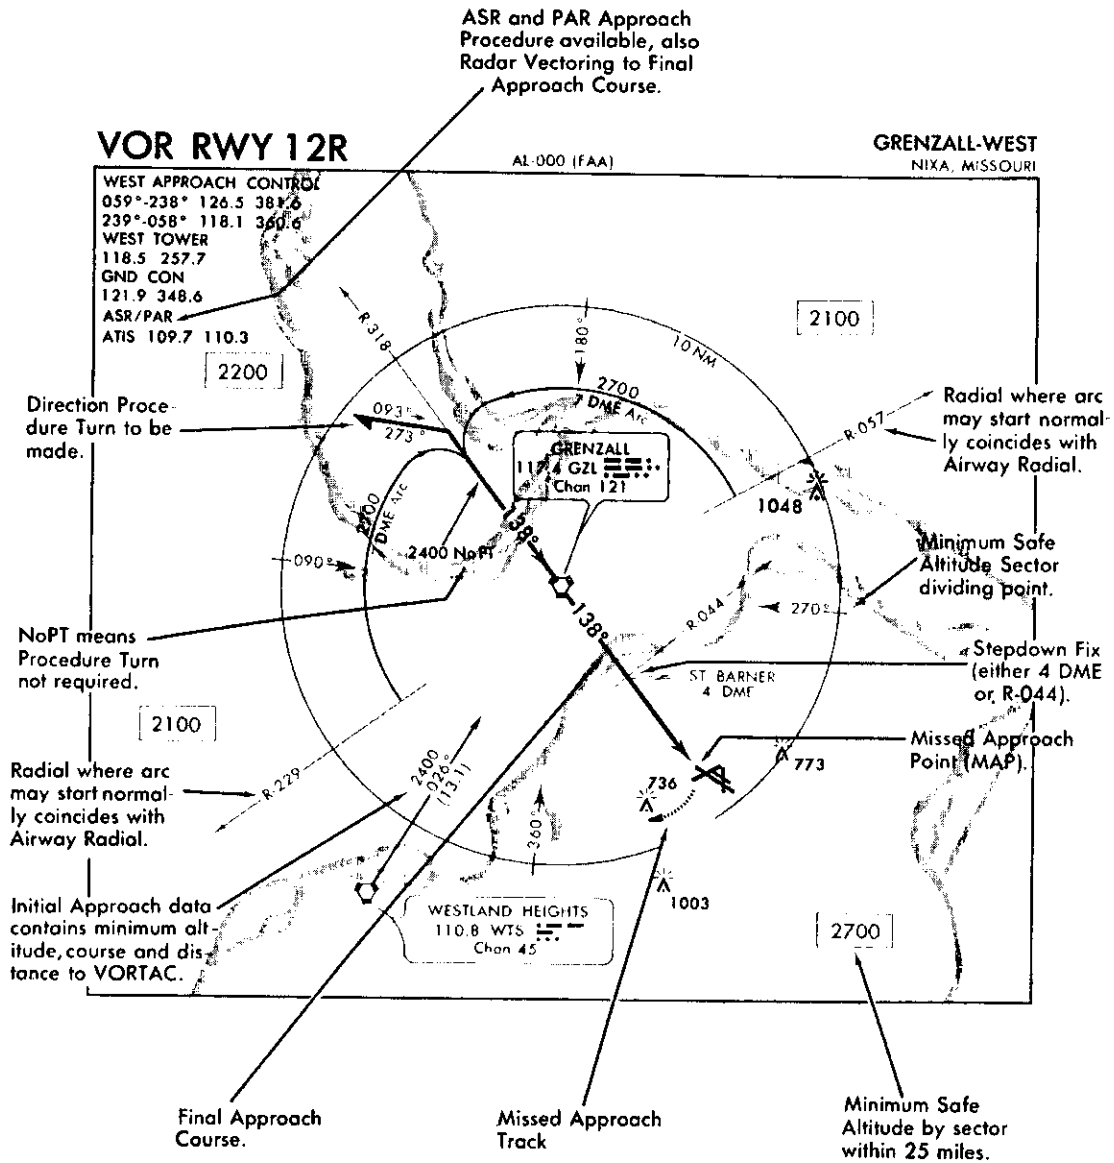 ASR and PAR Approach
Procedure available, also
Radar Vectoring to Final
Approach Course.
VOR RWY 12R
AL-000 (FAA)
GRENZALL-WEST
NIXA, MISSOURI
WEST APPROACH CONTROL
059°-238° 126.5 381.6
239°-058° 118.1 360.6
WEST TOWER
118.5 257.7
GND CON
121.9 348.6
ASR/PAR
ATIS 109.7 110.3
2200
2100
R-318
180°
10 NM
2700
7 DME Arc
Direction Proce-
dure Turn to be
made.
093°
273°
Radial where arc
may start normal-
ly coincides with
Airway Radial.
R-057
GRENZALL
117.4 GZL
Chan 121
1048
2200
7 DME Arc
138°
2400 NoPT
090°
Minimum Safe
Altitude Sector
dividing point.
270°
R-044
138°
NoPT means
Procedure Turn
not required.
ST BARNER
4 DME
Stepdown Fix
(either 4 DME
or R-044).
2100
Missed Approach
Point (MAP).
773
736
Radial where arc
may start normal-
ly coincides with
Airway Radial.
R-229
2400
026°
(13.1)
360°
1003
Initial Approach data
contains minimum alt-
itude, course and dis-
tance to VORTAC.
WESTLAND HEIGHTS
110.8 WTS
Chan 45
2700
Final Approach
Course.
Missed Approach
Track
Minimum Safe
Altitude by sector
within 25 miles.